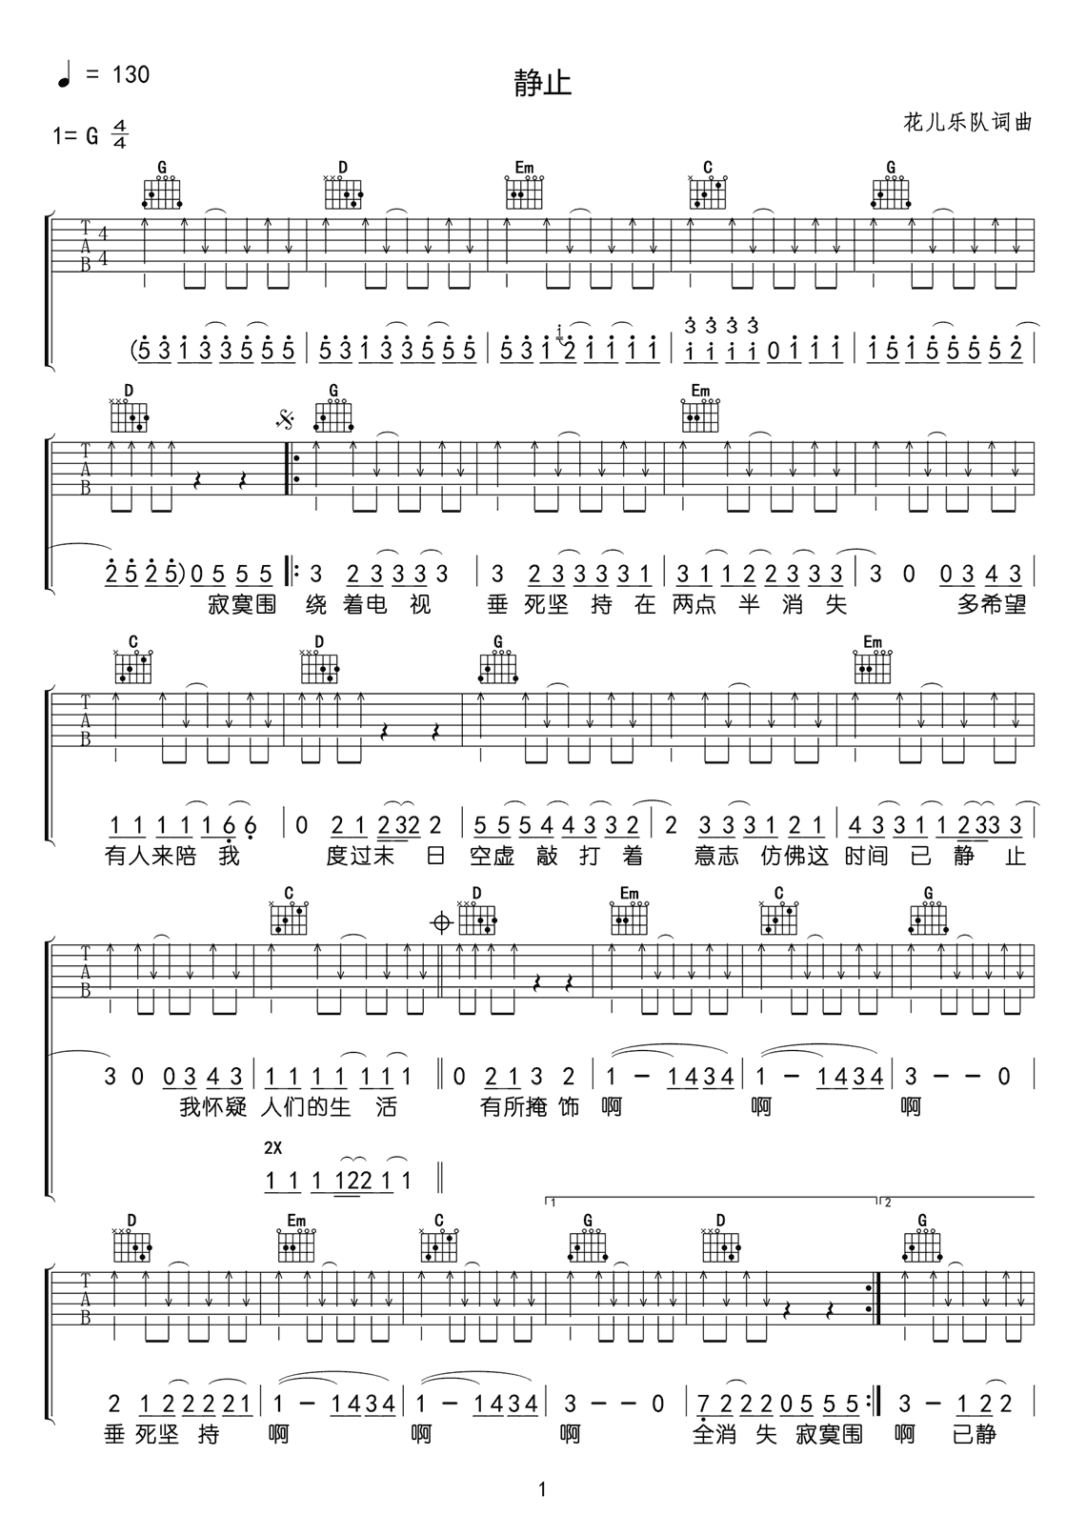 ♩ = 130
静止
花儿乐队词曲
1= G 4/4
G D Em C G
T A B 4 4
3 3 3 3
(5 3 1 3 3 5 5 5 | 5 3 1 3 3 5 5 5 | 5 3 1 1 2 1 1 1 1 | 1 1 1 1 0 1 1 1 | 1 5 1 5 5 5 5 2 |
D G Em
T A B
2 5 2 5) 0 5 5 5 |: 3 2 3 3 3 3 | 3 2 3 3 3 3 1 | 3 1 1 2 2 3 3 3 | 3 0 0 3 4 3
寂寞围 绕 着电 视 垂 死坚 持 在 两点 半 消 失 多希望
C D G Em
T A B
1 1 1 1 1 6 6 | 0 2 1 2 3 2 2 | 5 5 5 4 4 3 3 2 | 2 3 3 3 1 2 1 | 4 3 3 1 1 2 3 3 3
有人来陪 我 度过末 日 空虚 敲 打 着 意志 仿佛这 时间 已 静 止
C D Em C G
T A B
3 0 0 3 4 3 | 1 1 1 1 1 1 1 || 0 2 1 3 2 | 1 – 1 4 3 4 | 1 – 1 4 3 4 | 3 – – 0
我怀疑 人们的生 活 有所掩 饰 啊 啊 啊
2X
1 1 1 1 2 2 1 1 ||
1 2
D Em C G D G
T A B
2 1 2 2 2 2 1 | 1 – 1 4 3 4 | 1 – 1 4 3 4 | 3 – – 0 | 7 2 2 2 0 5 5 5 :| 3 – 1 2 2
垂 死坚 持 啊 啊 啊 全消 失 寂寞围 啊 已静
1